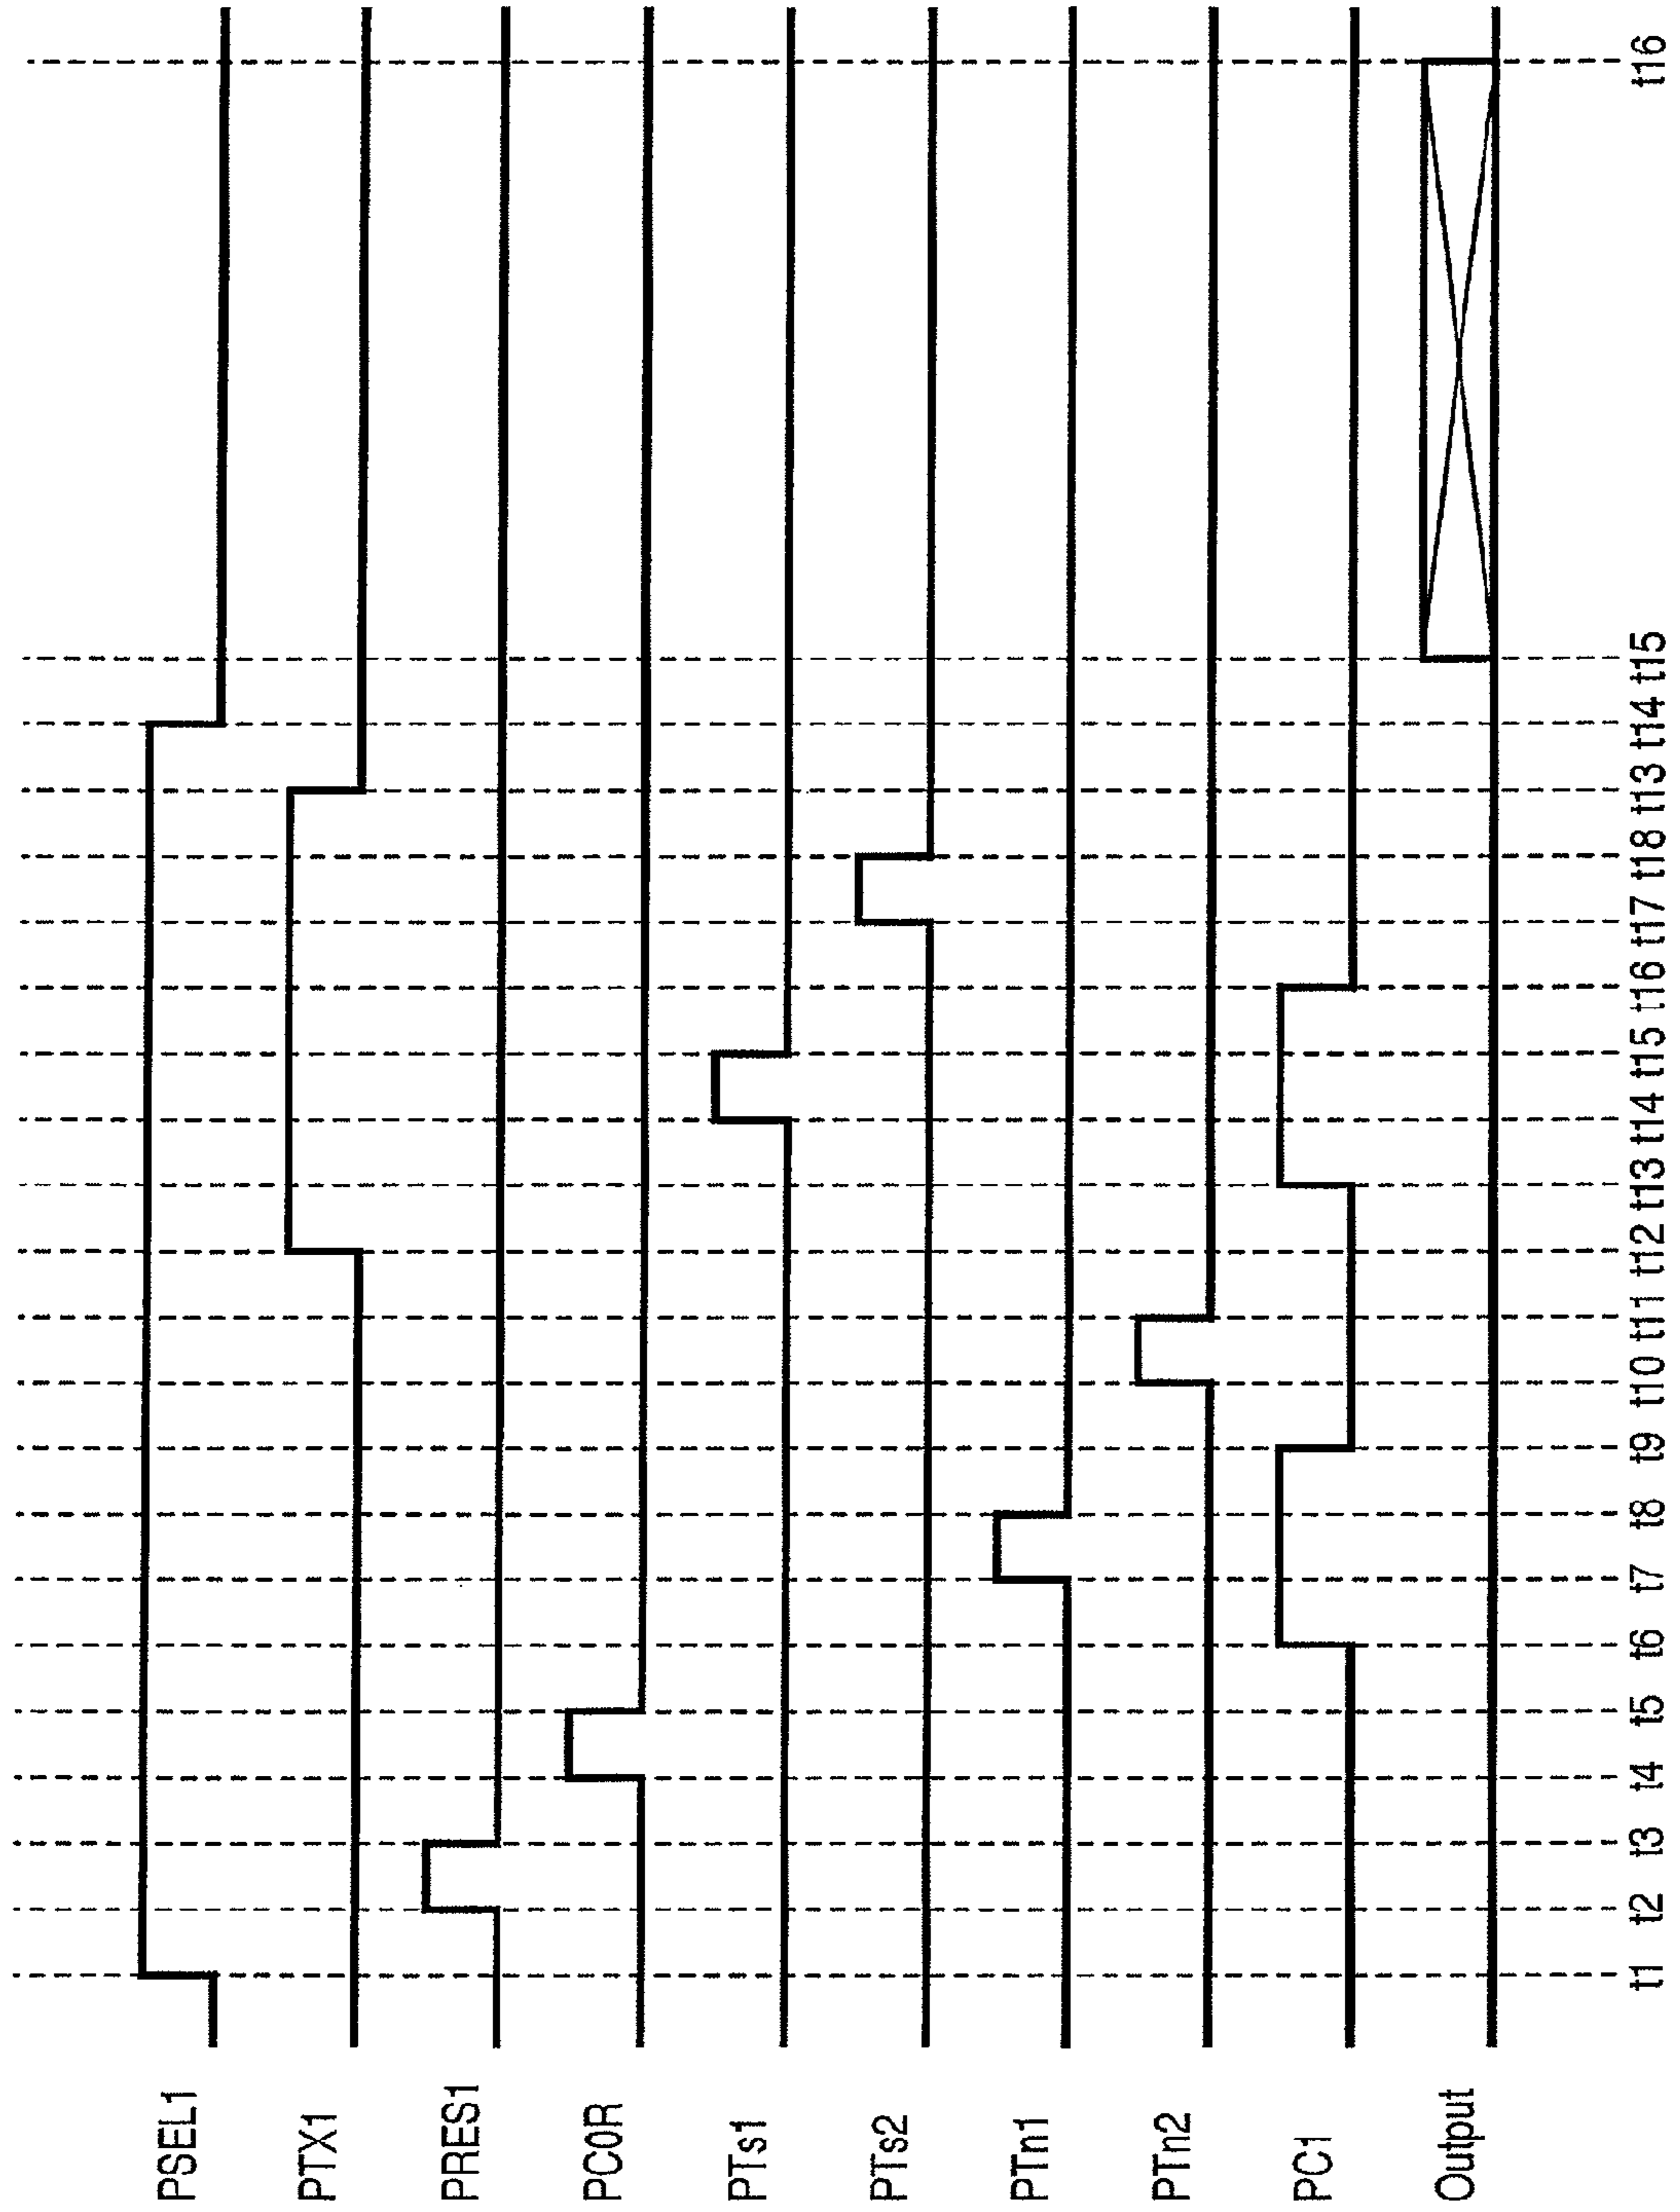 PSEL1
PTX1
PRES1
PC0R
PTs1
PTs2
PTn1
PTn2
PC1
Output
t1 t2 t3 t4 t5 t6 t7 t8 t9 t10 t11 t12 t13 t14 t15 t16 t17 t18 t13 t14 t15 t16